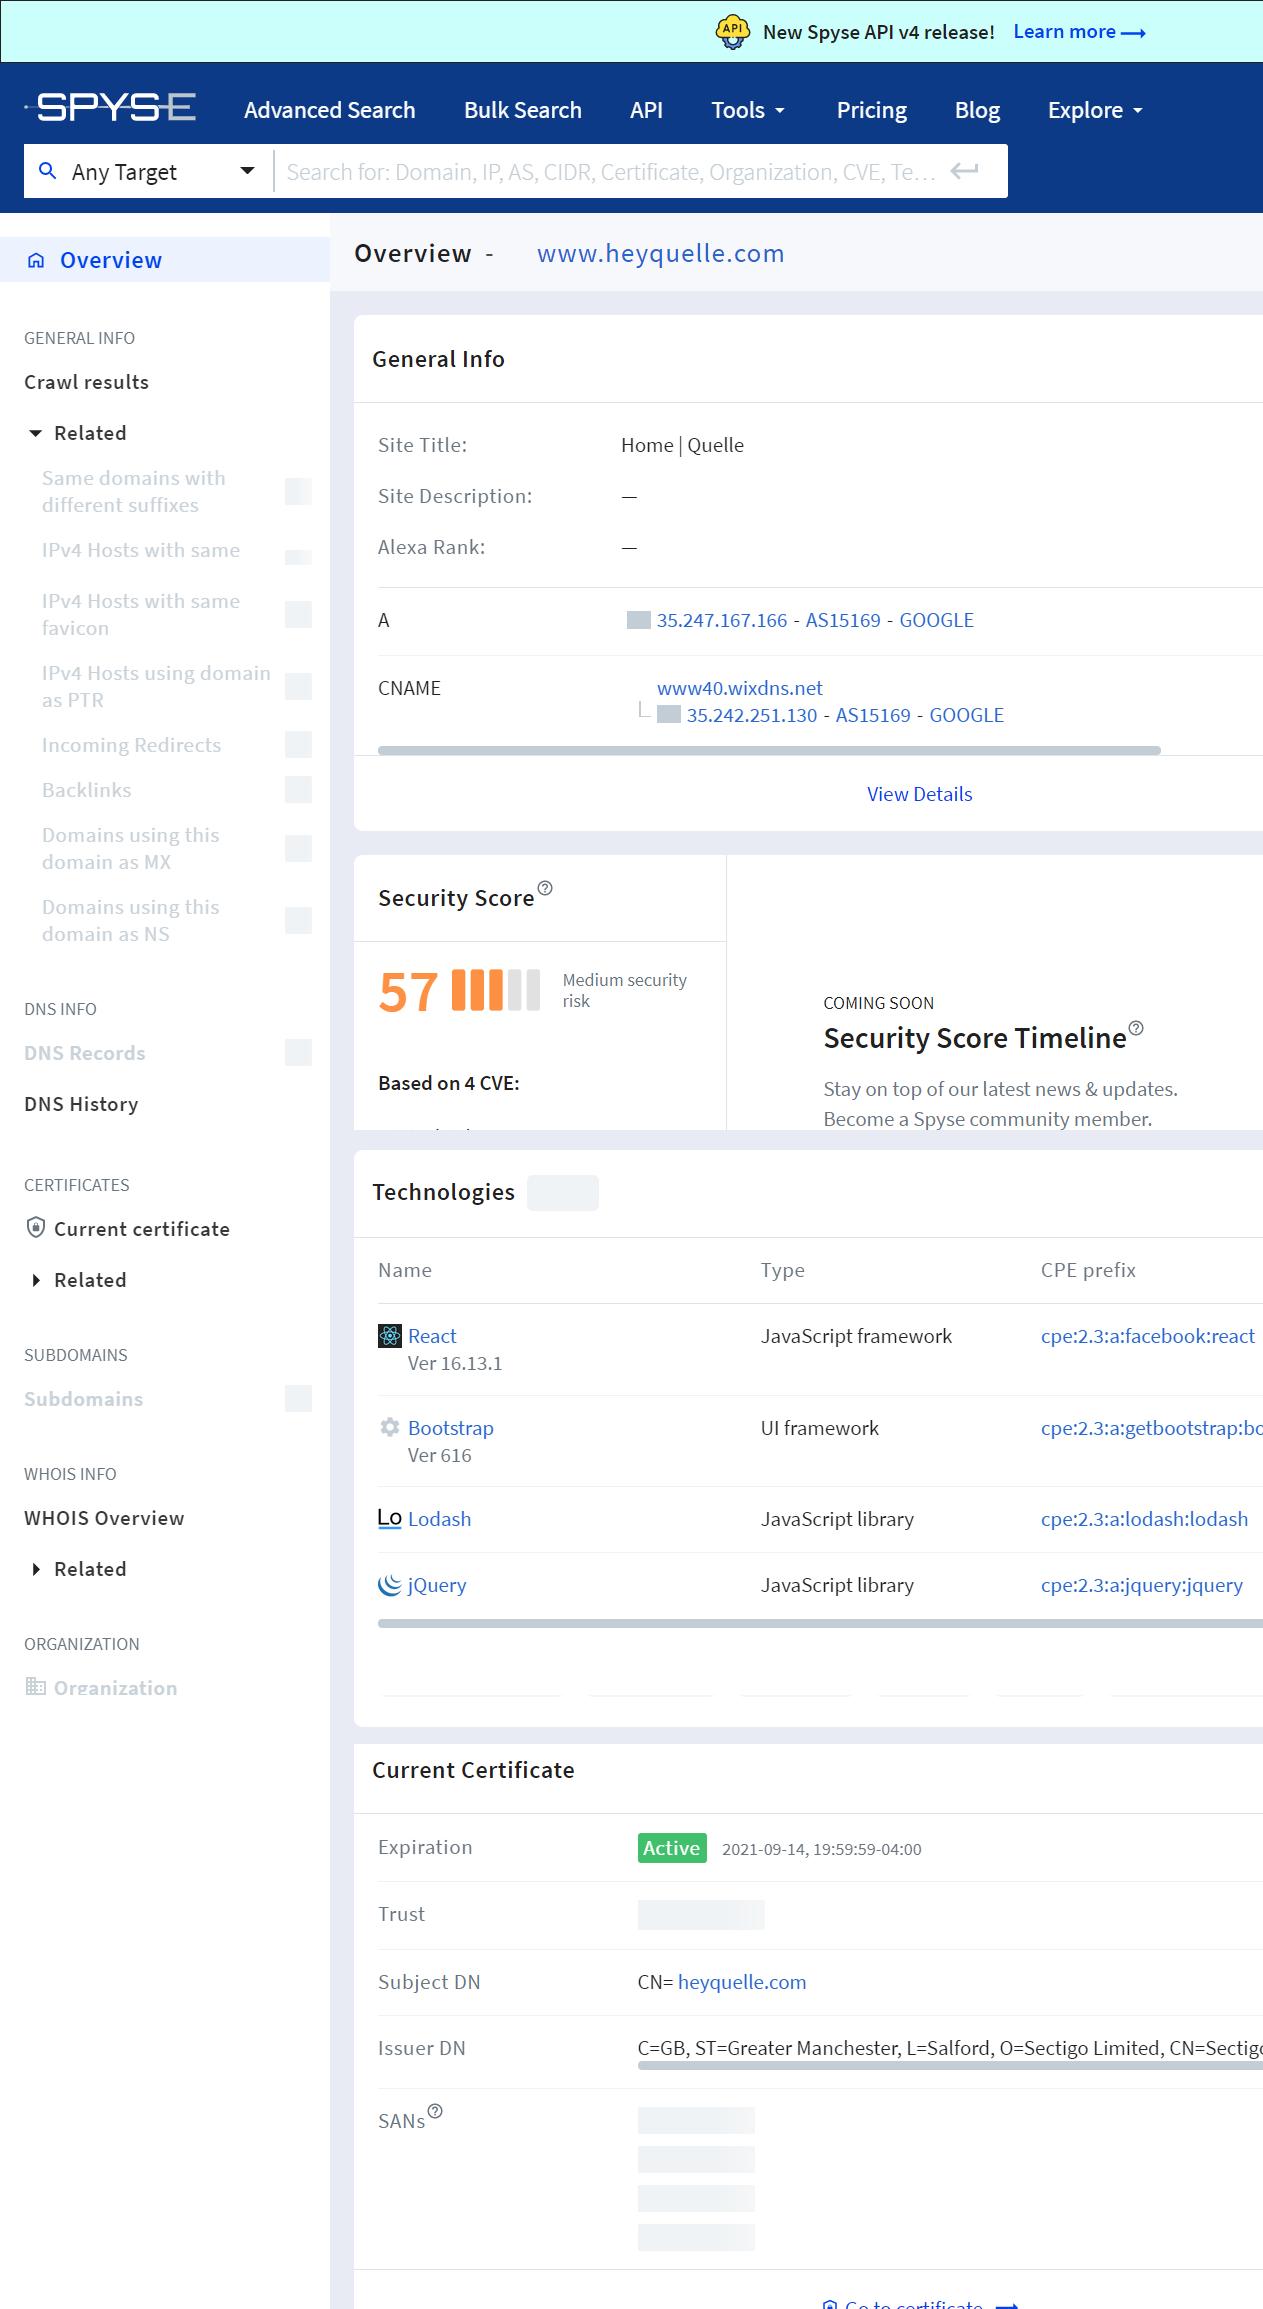 API New Spyse API v4 release! Learn more
SPYSE Advanced Search Bulk Search API Tools Pricing Blog Explore
Any Target Search for: Domain, IP, AS, CIDR, Certificate, Organization, CVE, Te…
Overview
Overview - www.heyquelle.com
GENERAL INFO
Crawl results
Related
Same domains with
different suffixes
IPv4 Hosts with same
IPv4 Hosts with same
favicon
IPv4 Hosts using domain
as PTR
Incoming Redirects
Backlinks
Domains using this
domain as MX
Domains using this
domain as NS
DNS INFO
DNS Records
DNS History
CERTIFICATES
Current certificate
Related
SUBDOMAINS
Subdomains
WHOIS INFO
WHOIS Overview
Related
ORGANIZATION
Organization
General Info
Site Title: Home | Quelle
Site Description: —
Alexa Rank: —
A 35.247.167.166 - AS15169 - GOOGLE
CNAME www40.wixdns.net
35.242.251.130 - AS15169 - GOOGLE
View Details
Security Score
57 Medium security
risk
Based on 4 CVE:
COMING SOON
Security Score Timeline
Stay on top of our latest news & updates.
Become a Spyse community member.
Technologies
Name Type CPE prefix
React JavaScript framework cpe:2.3:a:facebook:react
Ver 16.13.1
Bootstrap UI framework cpe:2.3:a:getbootstrap:bo
Ver 616
Lo Lodash JavaScript library cpe:2.3:a:lodash:lodash
jQuery JavaScript library cpe:2.3:a:jquery:jquery
Current Certificate
Expiration Active 2021-09-14, 19:59:59-04:00
Trust
Subject DN CN= heyquelle.com
Issuer DN C=GB, ST=Greater Manchester, L=Salford, O=Sectigo Limited, CN=Sectigo
SANs
Go to certificate